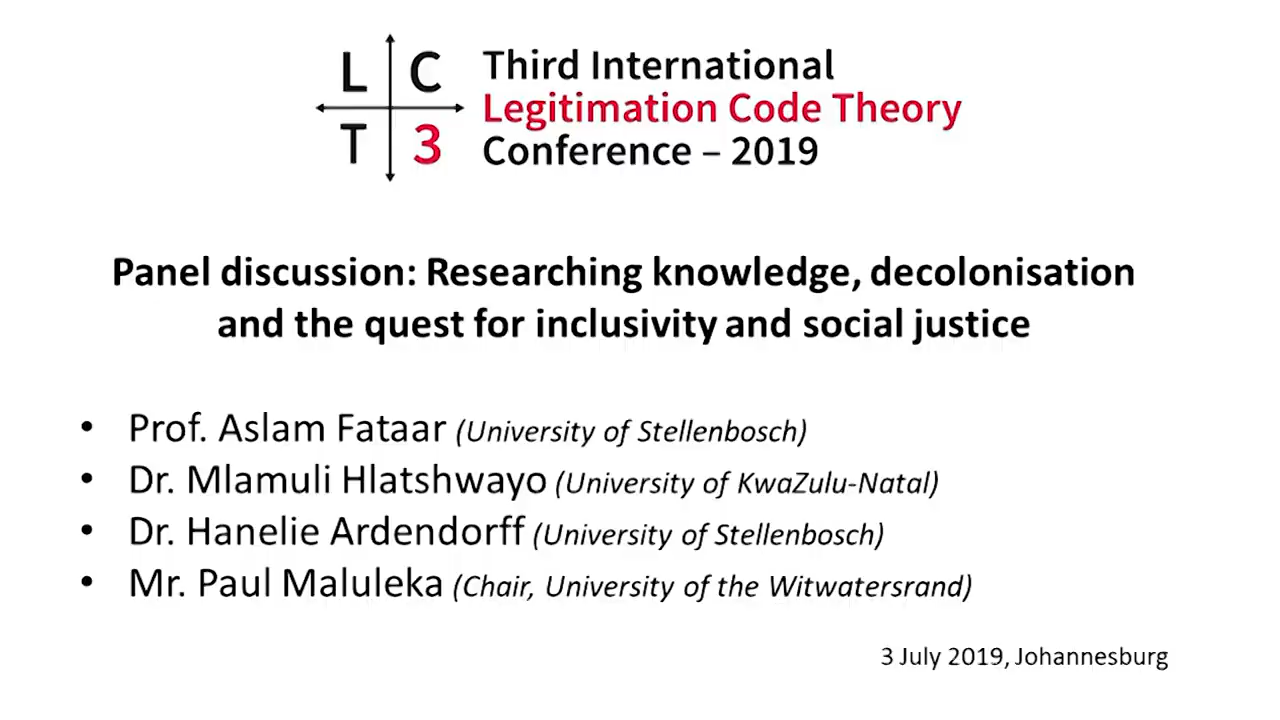 L C
T 3
Third International
Legitimation Code Theory
Conference – 2019
Panel discussion: Researching knowledge, decolonisation
and the quest for inclusivity and social justice
• Prof. Aslam Fataar (University of Stellenbosch)
• Dr. Mlamuli Hlatshwayo (University of KwaZulu-Natal)
• Dr. Hanelie Ardendorff (University of Stellenbosch)
• Mr. Paul Maluleka (Chair, University of the Witwatersrand)
3 July 2019, Johannesburg